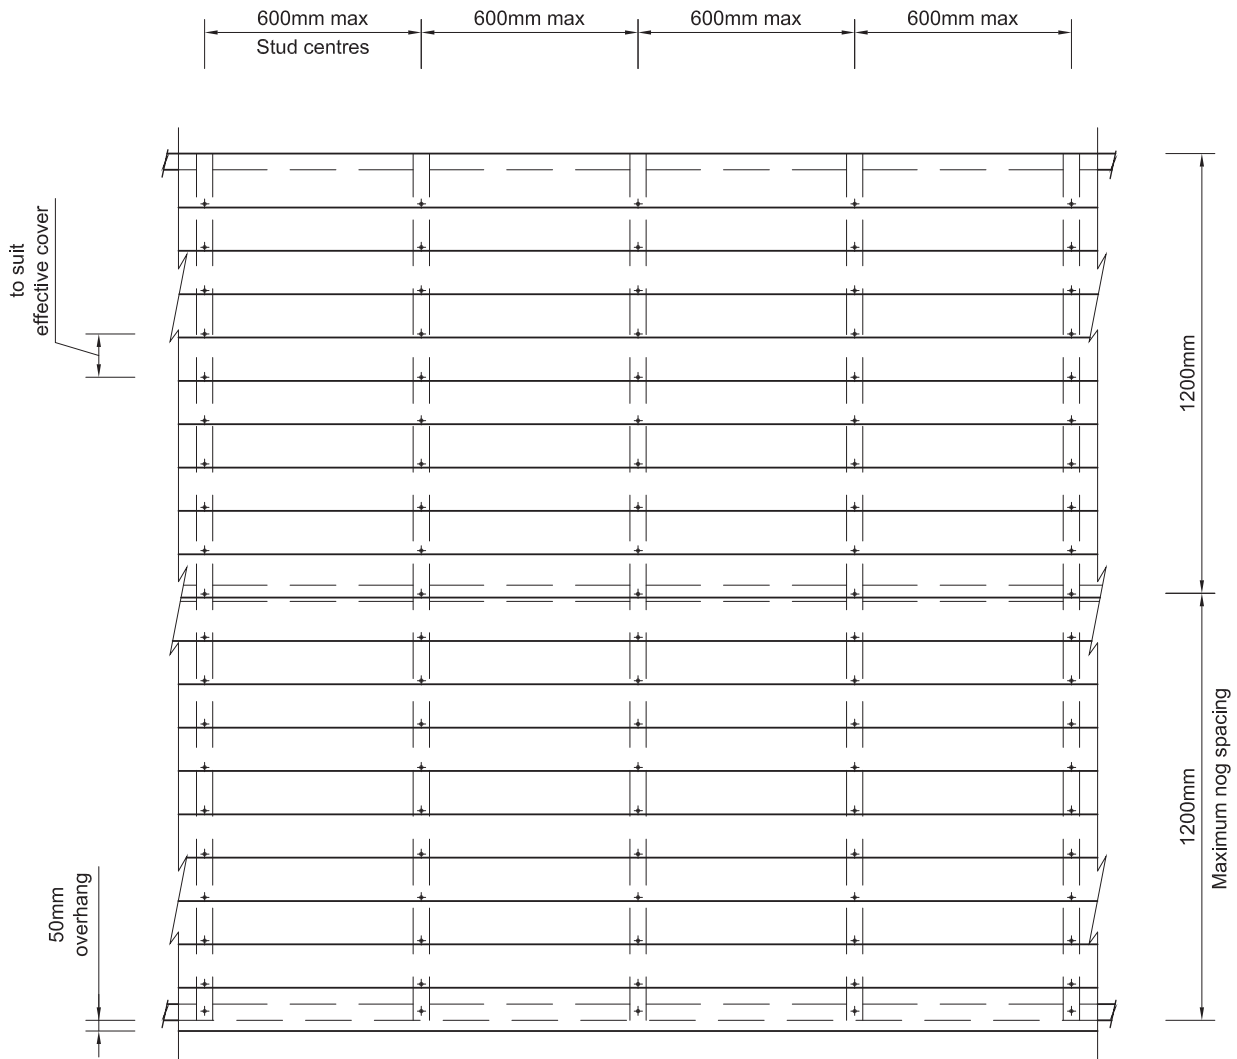 600mm max
600mm max
600mm max
600mm max
Stud centres
to suit
effective cover
1200mm
1200mm
Maximum nog spacing
50mm
overhang